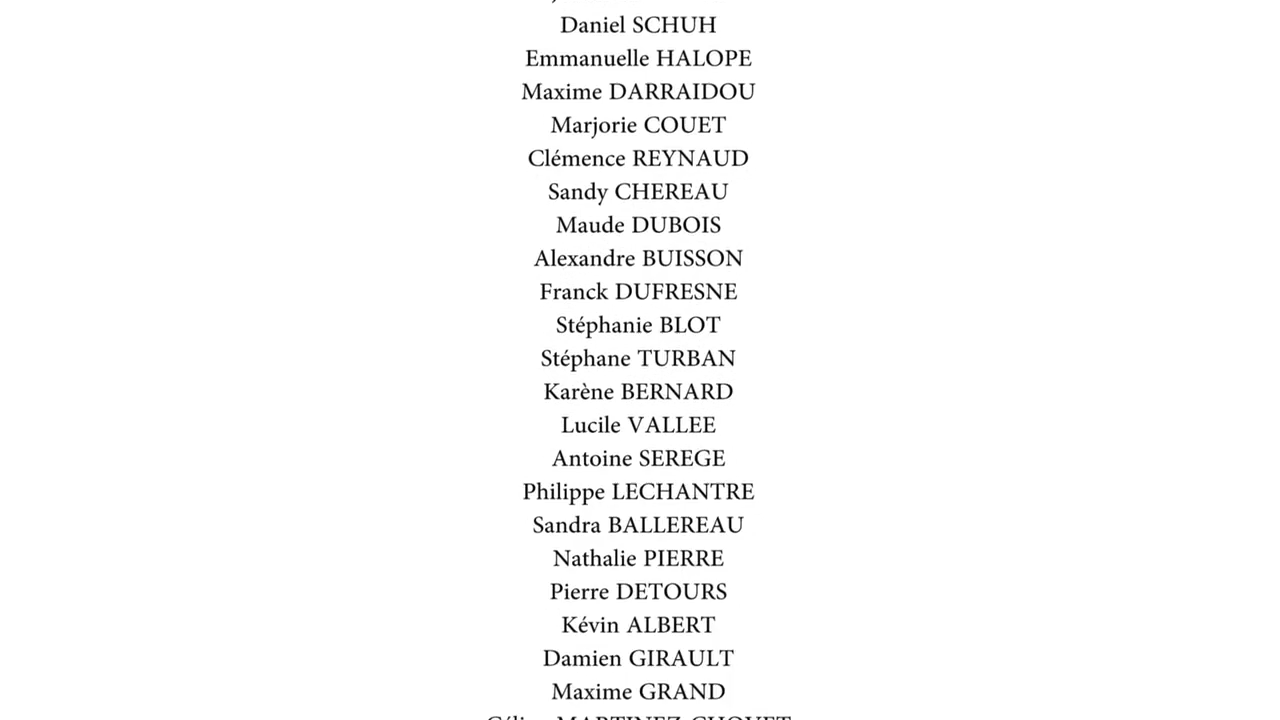 Daniel SCHUH
Emmanuelle HALOPE
Maxime DARRAIDOU
Marjorie COUET
Clémence REYNAUD
Sandy CHEREAU
Maude DUBOIS
Alexandre BUISSON
Franck DUFRESNE
Stéphanie BLOT
Stéphane TURBAN
Karène BERNARD
Lucile VALLEE
Antoine SEREGE
Philippe LECHANTRE
Sandra BALLEREAU
Nathalie PIERRE
Pierre DETOURS
Kévin ALBERT
Damien GIRAULT
Maxime GRAND